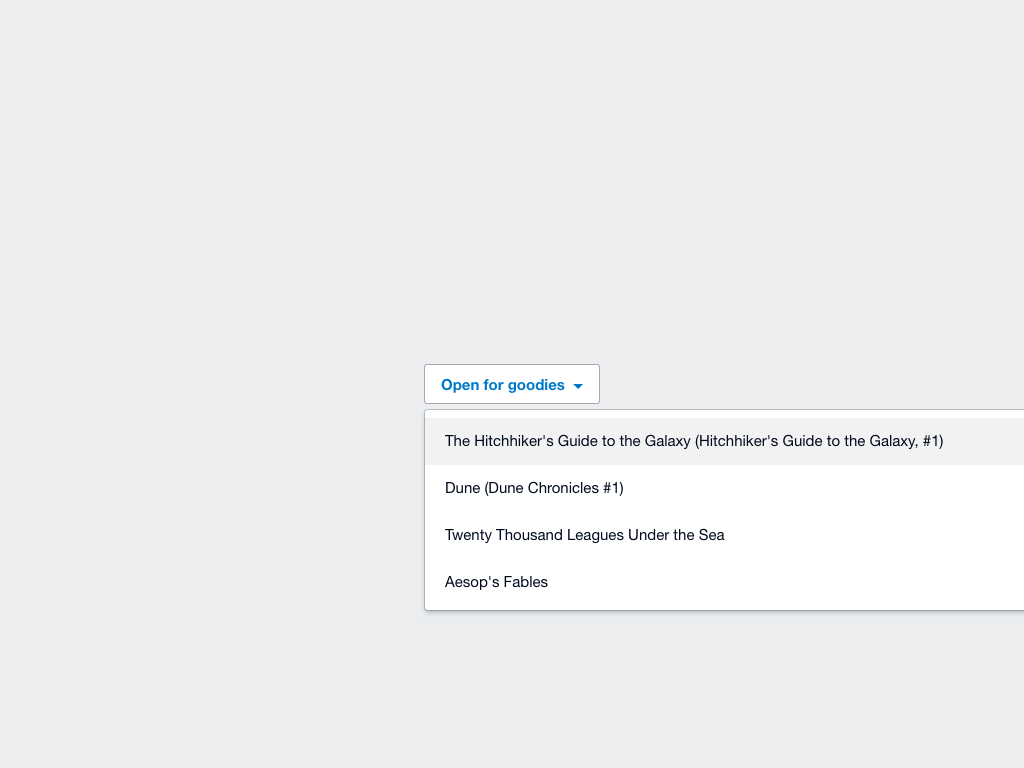 Open for goodies
The Hitchhiker's Guide to the Galaxy (Hitchhiker's Guide to the Galaxy, #1)
Dune (Dune Chronicles #1)
Twenty Thousand Leagues Under the Sea
Aesop's Fables